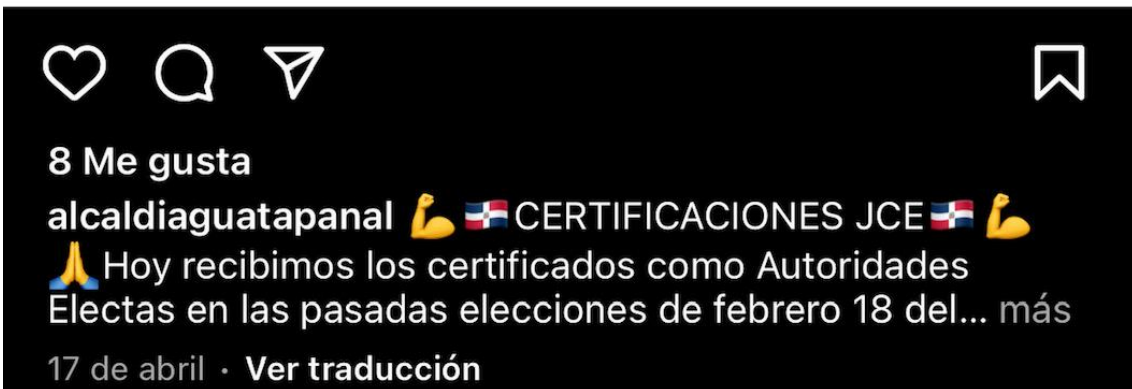 8 Me gusta
alcaldiaguatapanal 💪🇩🇴CERTIFICACIONES JCE🇩🇴💪
🙏Hoy recibimos los certificados como Autoridades
Electas en las pasadas elecciones de febrero 18 del... más
17 de abril · Ver traducción